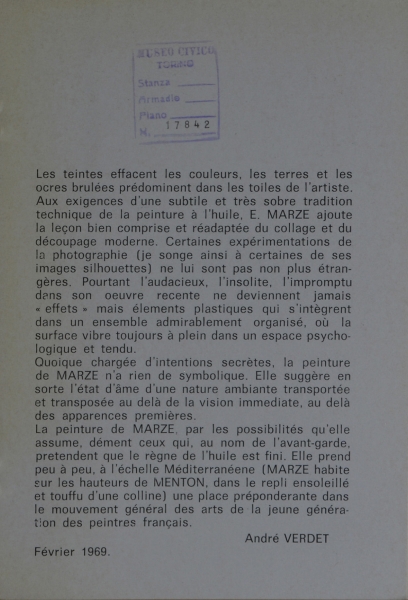 MUSEO CIVICO
TORINO
Stanza
Armadio
Piano
N. 17842
Les teintes effacent les couleurs, les terres et les
ocres brulées prédominent dans les toiles de l'artiste.
Aux exigences d'une subtile et très sobre tradition
technique de la peinture à l'huile, E. MARZE ajoute
la leçon bien comprise et réadaptée du collage et du
découpage moderne. Certaines expérimentations de
la photographie (je songe ainsi à certaines de ses
images silhouettes) ne lui sont pas non plus étran-
gères. Pourtant l'audacieux, l'insolite, l'impromptu
dans son oeuvre recente ne deviennent jamais
« effets » mais élements plastiques qui s'intègrent
dans un ensemble admirablement organisé, où la
surface vibre toujours à plein dans un espace psycho-
logique et tendu.
Quoique chargée d'intentions secrètes, la peinture
de MARZE n'a rien de symbolique. Elle suggère en
sorte l'état d'âme d'une nature ambiante transportée
et transposée au delà de la vision immediate, au delà
des apparences premières.
La peinture de MARZE, par les possibilités qu'elle
assume, dément ceux qui, au nom de l'avant-garde,
pretendent que le règne de l'huile est fini. Elle prend
peu à peu, à l'échelle Méditerranéene (MARZE habite
sur les hauteurs de MENTON, dans le repli ensoleillé
et touffu d'une colline) une place préponderante dans
le mouvement général des arts de la jeune généra-
tion des peintres français.
André VERDET
Février 1969.